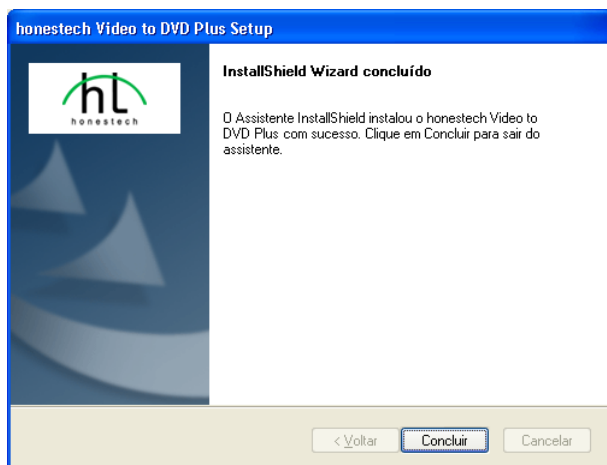 honestech Video to DVD Plus Setup
hL
honestech
InstallShield Wizard concluído
O Assistente InstallShield instalou o honestech Video to
DVD Plus com sucesso. Clique em Concluir para sair do
assistente.
< Voltar
Concluir
Cancelar